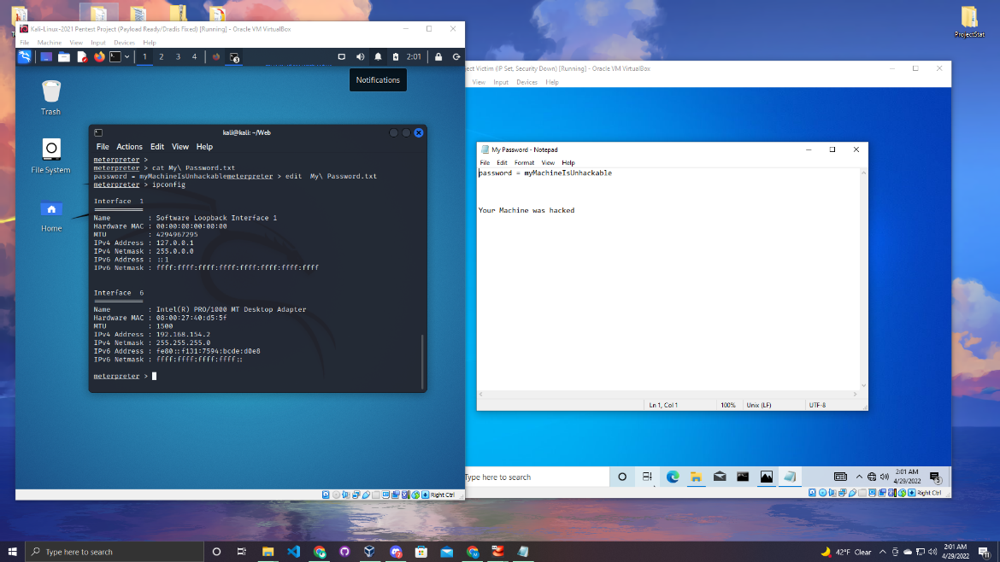 Kali-Linux-2021 Pentest Project (Payload Ready/Dradis Fixed) [Running] - Oracle VM VirtualBox
File Machine View Input Devices Help
1 2 3 4
2:01
Notifications
Trash
File System
Home
kali@kali: ~/Web
File Actions Edit View Help
meterpreter >
meterpreter > cat My\ Password.txt
password = myMachineIsUnhackablemeterpreter > edit  My\ Password.txt
meterpreter > ipconfig
Interface  1
============
Name         : Software Loopback Interface 1
Hardware MAC : 00:00:00:00:00:00
MTU          : 4294967295
IPv4 Address : 127.0.0.1
IPv4 Netmask : 255.0.0.0
IPv6 Address : ::1
IPv6 Netmask : ffff:ffff:ffff:ffff:ffff:ffff:ffff:ffff
Interface  6
============
Name         : Intel(R) PRO/1000 MT Desktop Adapter
Hardware MAC : 08:00:27:40:d5:5f
MTU          : 1500
IPv4 Address : 192.168.154.2
IPv4 Netmask : 255.255.255.0
IPv6 Address : fe80::f131:7594:bcde:d0e8
IPv6 Netmask : ffff:ffff:ffff:ffff::
meterpreter >
Right Ctrl
ProjectStat
ect Victim (IP Set, Security Down) [Running] - Oracle VM VirtualBox
View Input Devices Help
My Password - Notepad
File Edit Format View Help
password = myMachineIsUnhackable
Your Machine was hacked
Ln 1, Col 1 100% Unix (LF) UTF-8
Type here to search
2:01 AM
4/29/2022
5
Right Ctrl
Type here to search
42°F Clear
2:01 AM
4/29/2022
11